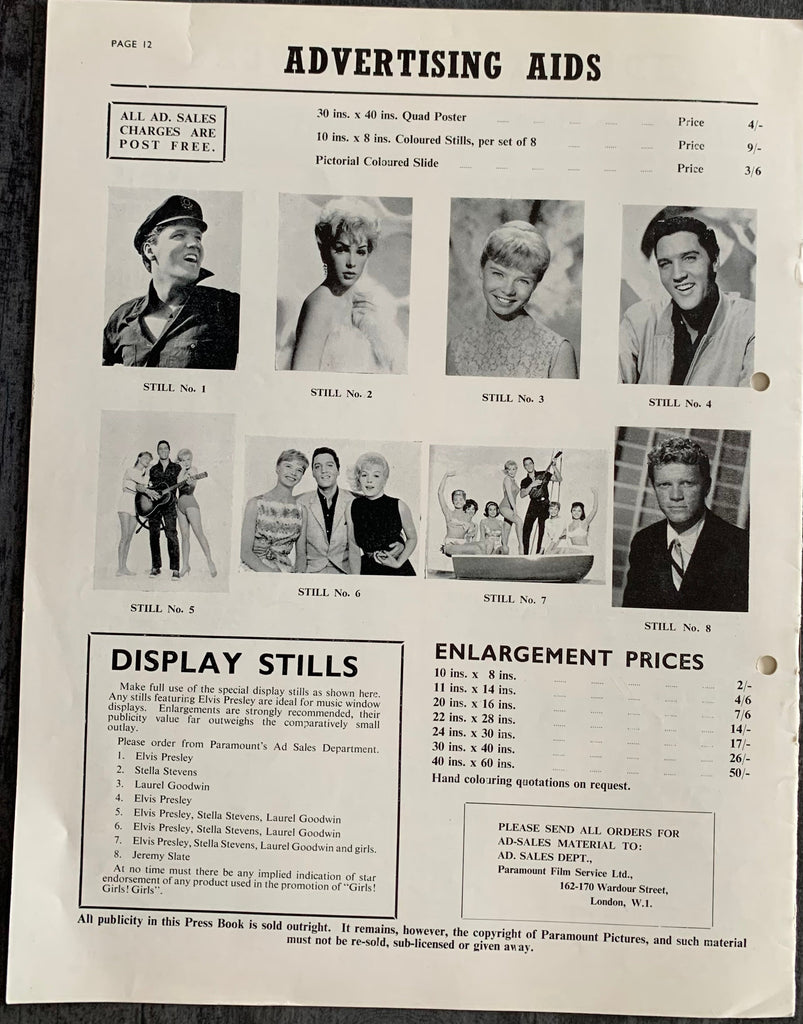 PAGE 12
ADVERTISING AIDS
ALL AD. SALES
CHARGES ARE
POST FREE.
30 ins. x 40 ins. Quad Poster Price 4/-
10 ins. x 8 ins. Coloured Stills, per set of 8 Price 9/-
Pictorial Coloured Slide Price 3/6
STILL No. 1
STILL No. 2
STILL No. 3
STILL No. 4
STILL No. 5
STILL No. 6
STILL No. 7
STILL No. 8
DISPLAY STILLS
Make full use of the special display stills as shown here.
Any stills featuring Elvis Presley are ideal for music window
displays. Enlargements are strongly recommended, their
publicity value far outweighs the comparatively small
outlay.
Please order from Paramount's Ad Sales Department.
1. Elvis Presley
2. Stella Stevens
3. Laurel Goodwin
4. Elvis Presley
5. Elvis Presley, Stella Stevens, Laurel Goodwin
6. Elvis Presley, Stella Stevens, Laurel Goodwin
7. Elvis Presley, Stella Stevens, Laurel Goodwin and girls.
8. Jeremy Slate
At no time must there be any implied indication of star
endorsement of any product used in the promotion of "Girls!
Girls! Girls".
ENLARGEMENT PRICES
10 ins. x 8 ins. 2/-
11 ins. x 14 ins. 4/6
20 ins. x 16 ins. 7/6
22 ins. x 28 ins. 14/-
24 ins. x 30 ins. 17/-
30 ins. x 40 ins. 26/-
40 ins. x 60 ins. 50/-
Hand colouring quotations on request.
PLEASE SEND ALL ORDERS FOR
AD-SALES MATERIAL TO:
AD. SALES DEPT.,
Paramount Film Service Ltd.,
162-170 Wardour Street,
London, W.1.
All publicity in this Press Book is sold outright. It remains, however, the copyright of Paramount Pictures, and such material
must not be re-sold, sub-licensed or given away.